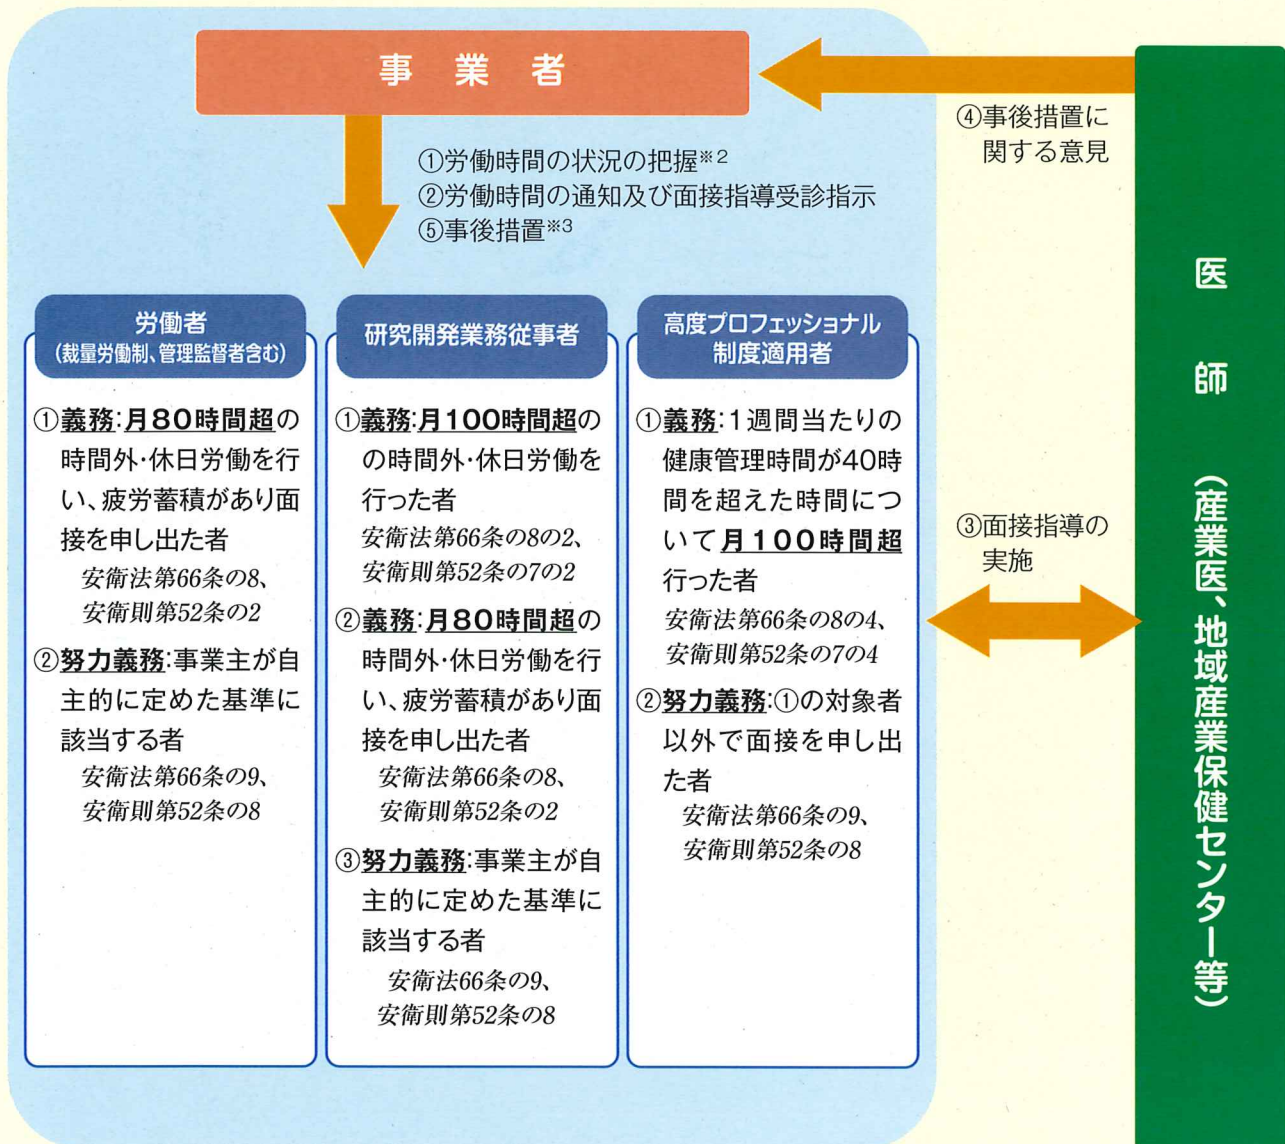 事業者
①労働時間の状況の把握※2
②労働時間の通知及び面接指導受診指示
⑤事後措置※3
④事後措置に
関する意見
労働者
(裁量労働制、管理監督者含む)
①義務:月80時間超の
時間外・休日労働を行
い、疲労蓄積があり面
接を申し出た者
安衛法第66条の8、
安衛則第52条の2
②努力義務:事業主が自
主的に定めた基準に
該当する者
安衛法第66条の9、
安衛則第52条の8
研究開発業務従事者
①義務:月100時間超の
の時間外・休日労働を
行った者
安衛法第66条の8の2、
安衛則第52条の7の2
②義務:月80時間超の
時間外・休日労働を行
い、疲労蓄積があり面
接を申し出た者
安衛法第66条の8、
安衛則第52条の2
③努力義務:事業主が自
主的に定めた基準に
該当する者
安衛法66条の9、
安衛則第52条の8
高度プロフェッショナル
制度適用者
①義務:1週間当たりの
健康管理時間が40時
間を超えた時間につ
いて月100時間超
行った者
安衛法第66条の8の4、
安衛則第52条の7の4
②努力義務:①の対象者
以外で面接を申し出
た者
安衛法第66条の9、
安衛則第52条の8
③面接指導の
実施
医師(産業医、地域産業保健センター等)